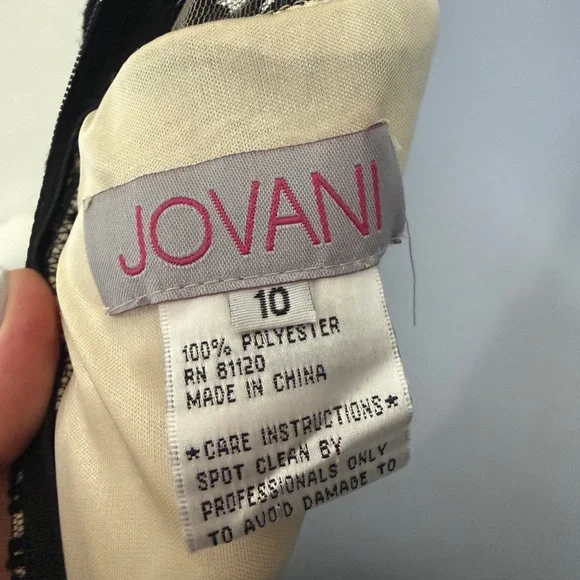 JOVANI
10
100% POLYESTER
RN 81120
MADE IN CHINA
*CARE INSTRUCTIONS*
SPOT CLEAN BY
PROFESSIONALS ONLY
TO AVOID DAMAGE TO